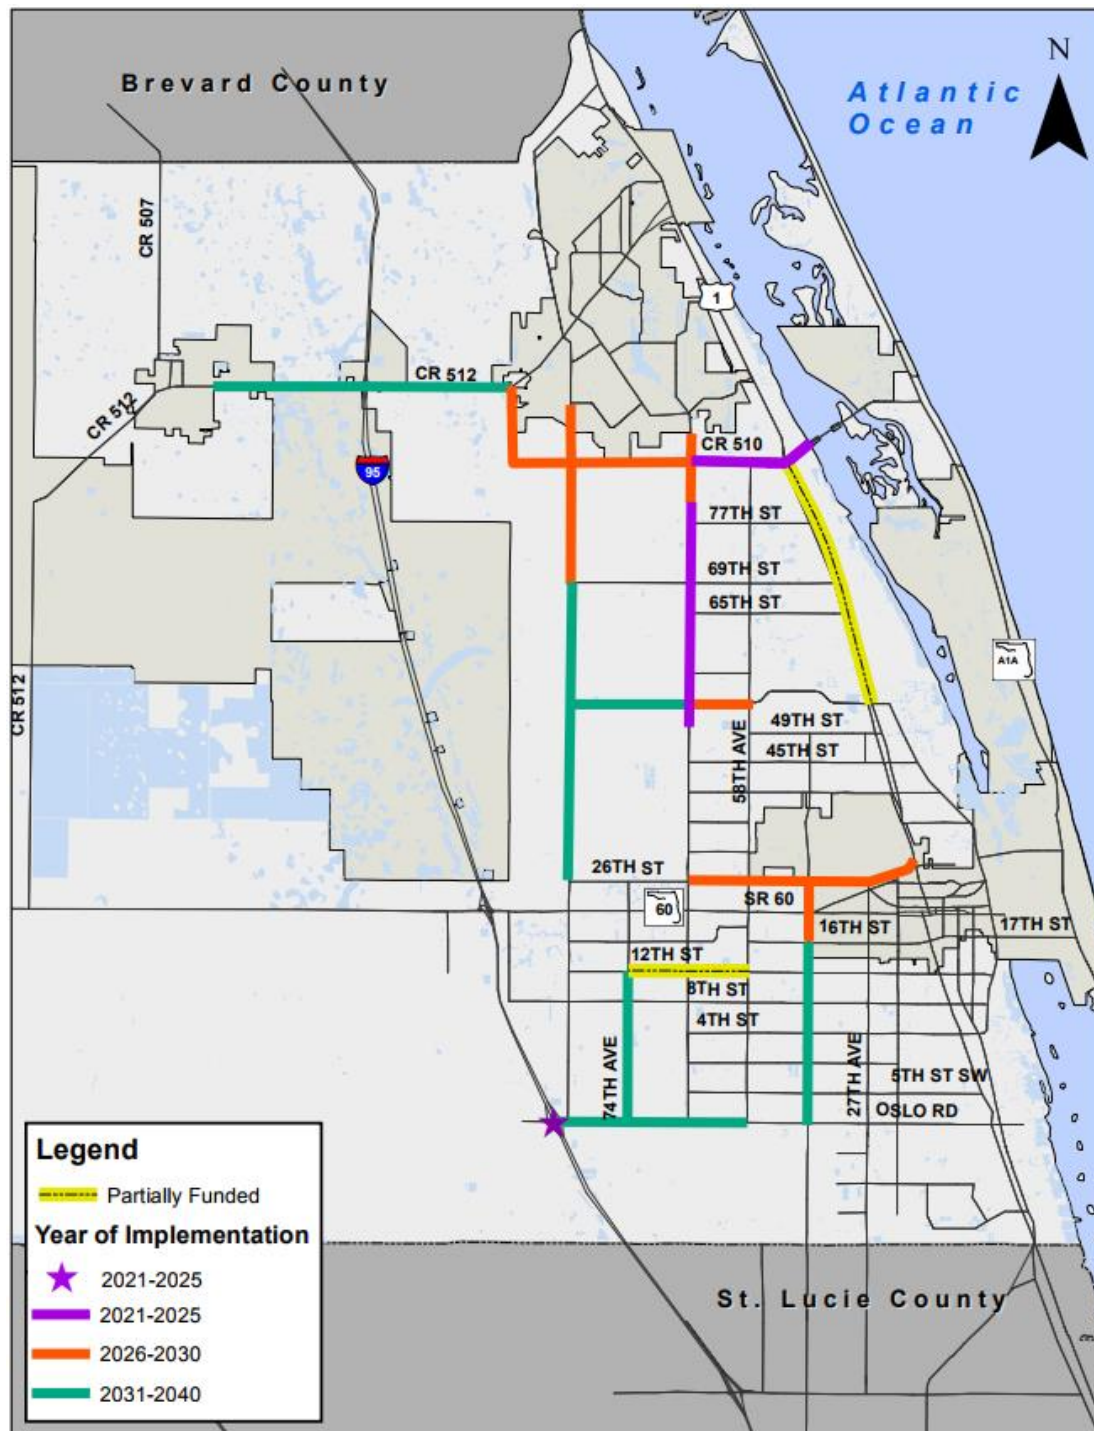 Brevard County
N
Atlantic
Ocean
CR 507
1
CR 512
CR 512
CR 510
95
77TH ST
69TH ST
65TH ST
A1A
CR 512
49TH ST
58TH AVE
45TH ST
26TH ST
60
SR 60
16TH ST
17TH ST
12TH ST
8TH ST
4TH ST
74TH AVE
27TH AVE
5TH ST SW
OSLO RD
Legend
Partially Funded
Year of Implementation
2021-2025
2021-2025
2026-2030
2031-2040
St. Lucie County